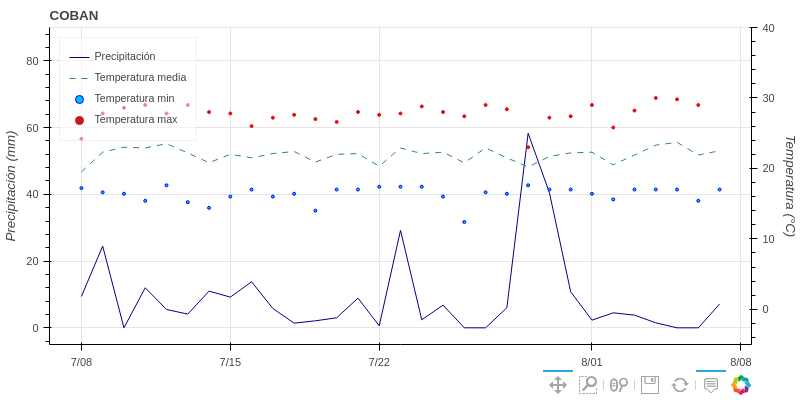 COBAN
Precipitación
Temperatura media
Temperatura min
Temperatura max
Precipitación (mm)
80
60
40
20
0
Temperatura (°C)
40
30
20
10
0
7/08
7/15
7/22
8/01
8/08